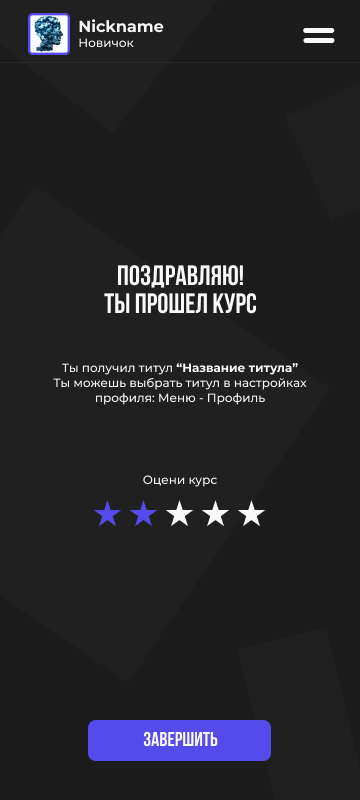 Nickname
Новичок
ПОЗДРАВЛЯЮ!
ТЫ ПРОШЕЛ КУРС
Ты получил титул “Название титула”
Ты можешь выбрать титул в настройках
профиля: Меню - Профиль
Оцени курс
ЗАВЕРШИТЬ